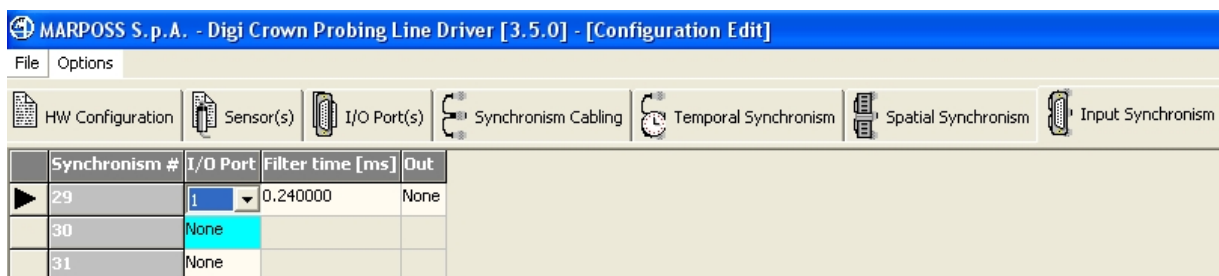 MARPOSS S.p.A. - Digi Crown Probing Line Driver [3.5.0] - [Configuration Edit]
File Options
HW Configuration Sensor(s) I/O Port(s) Synchronism Cabling Temporal Synchronism Spatial Synchronism Input Synchronism
Synchronism # I/O Port Filter time [ms] Out
29 1 0.240000 None
30 None
31 None